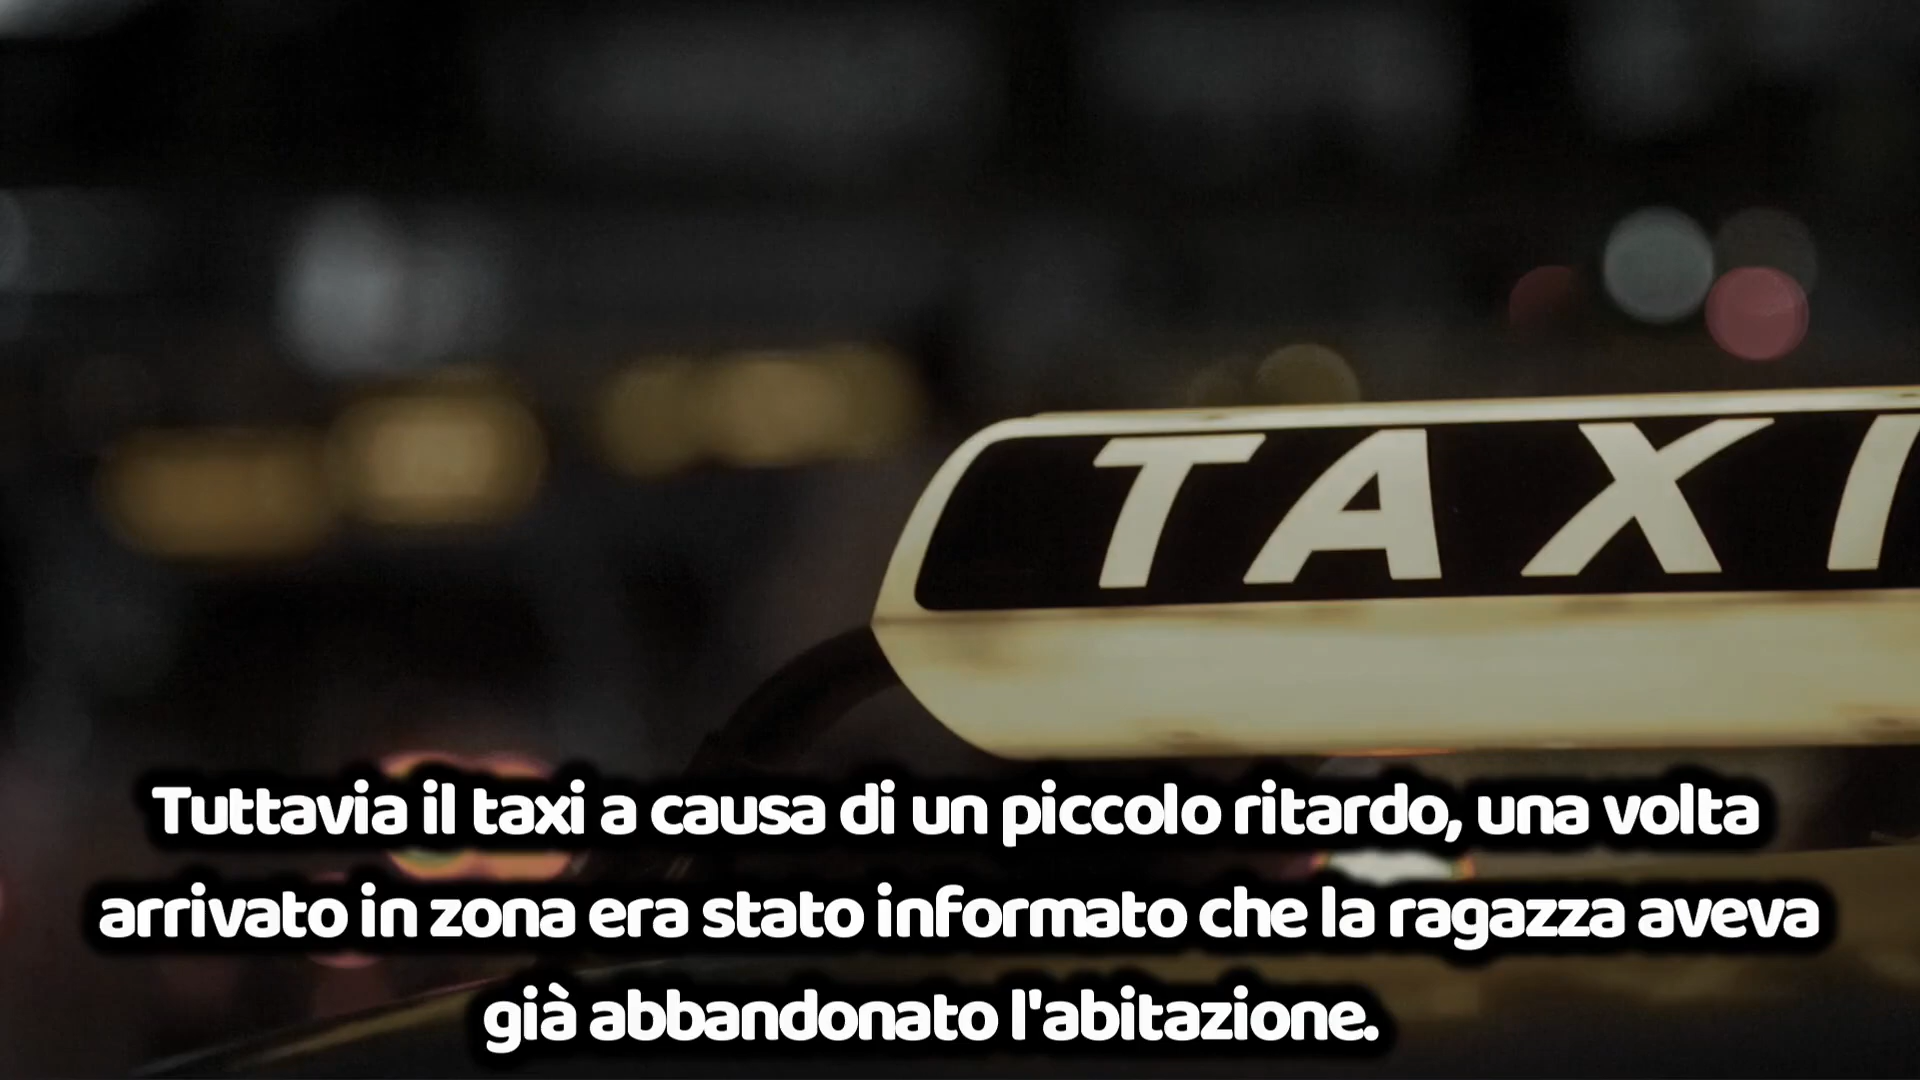 TAXI
Tuttavia il taxi a causa di un piccolo ritardo, una volta
arrivato in zona era stato informato che la ragazza aveva
già abbandonato l'abitazione.